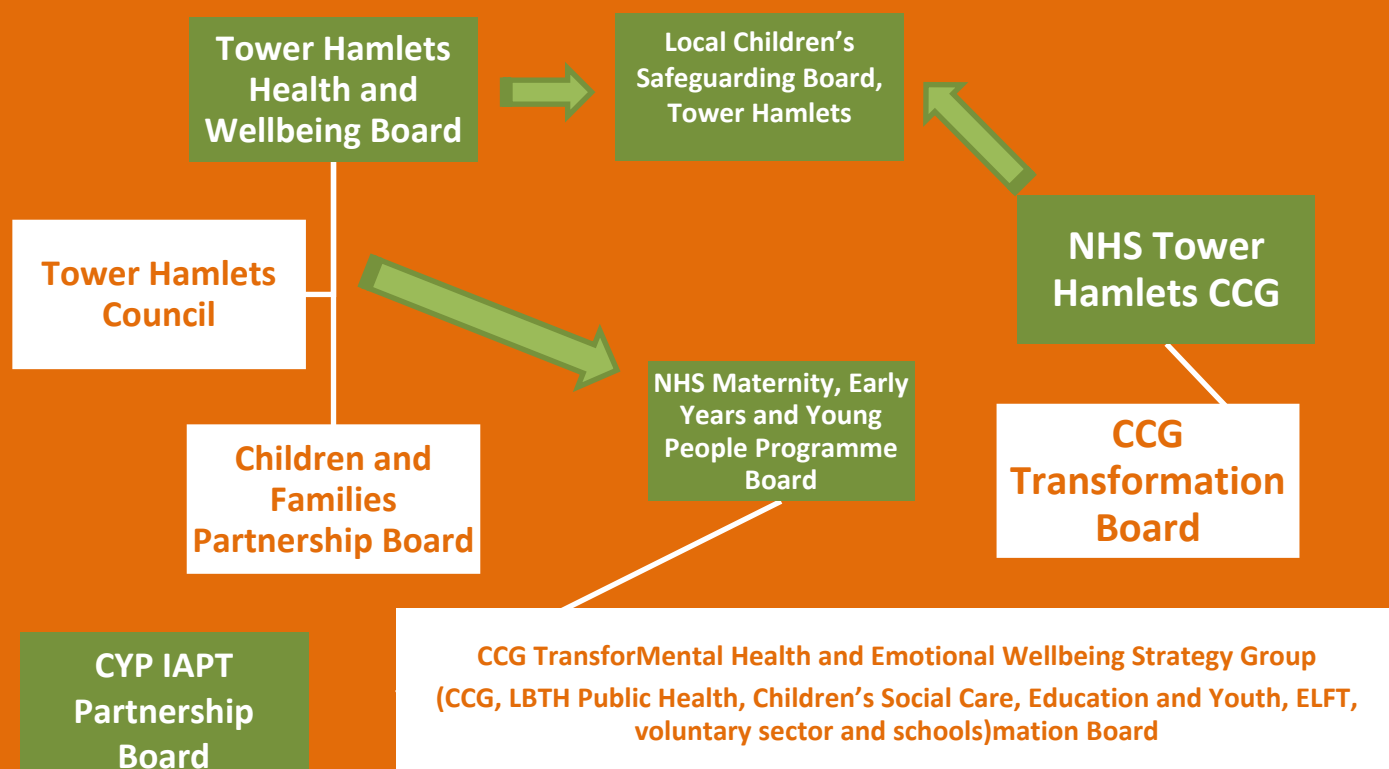 Tower Hamlets
Health and
Wellbeing Board
Local Children’s
Safeguarding Board,
Tower Hamlets
NHS Tower
Hamlets CCG
Tower Hamlets
Council
NHS Maternity, Early
Years and Young
People Programme
Board
Children and
Families
Partnership Board
CCG
Transformation
Board
CYP IAPT
Partnership
Board
CCG TransforMental Health and Emotional Wellbeing Strategy Group
(CCG, LBTH Public Health, Children’s Social Care, Education and Youth, ELFT,
voluntary sector and schools)mation Board